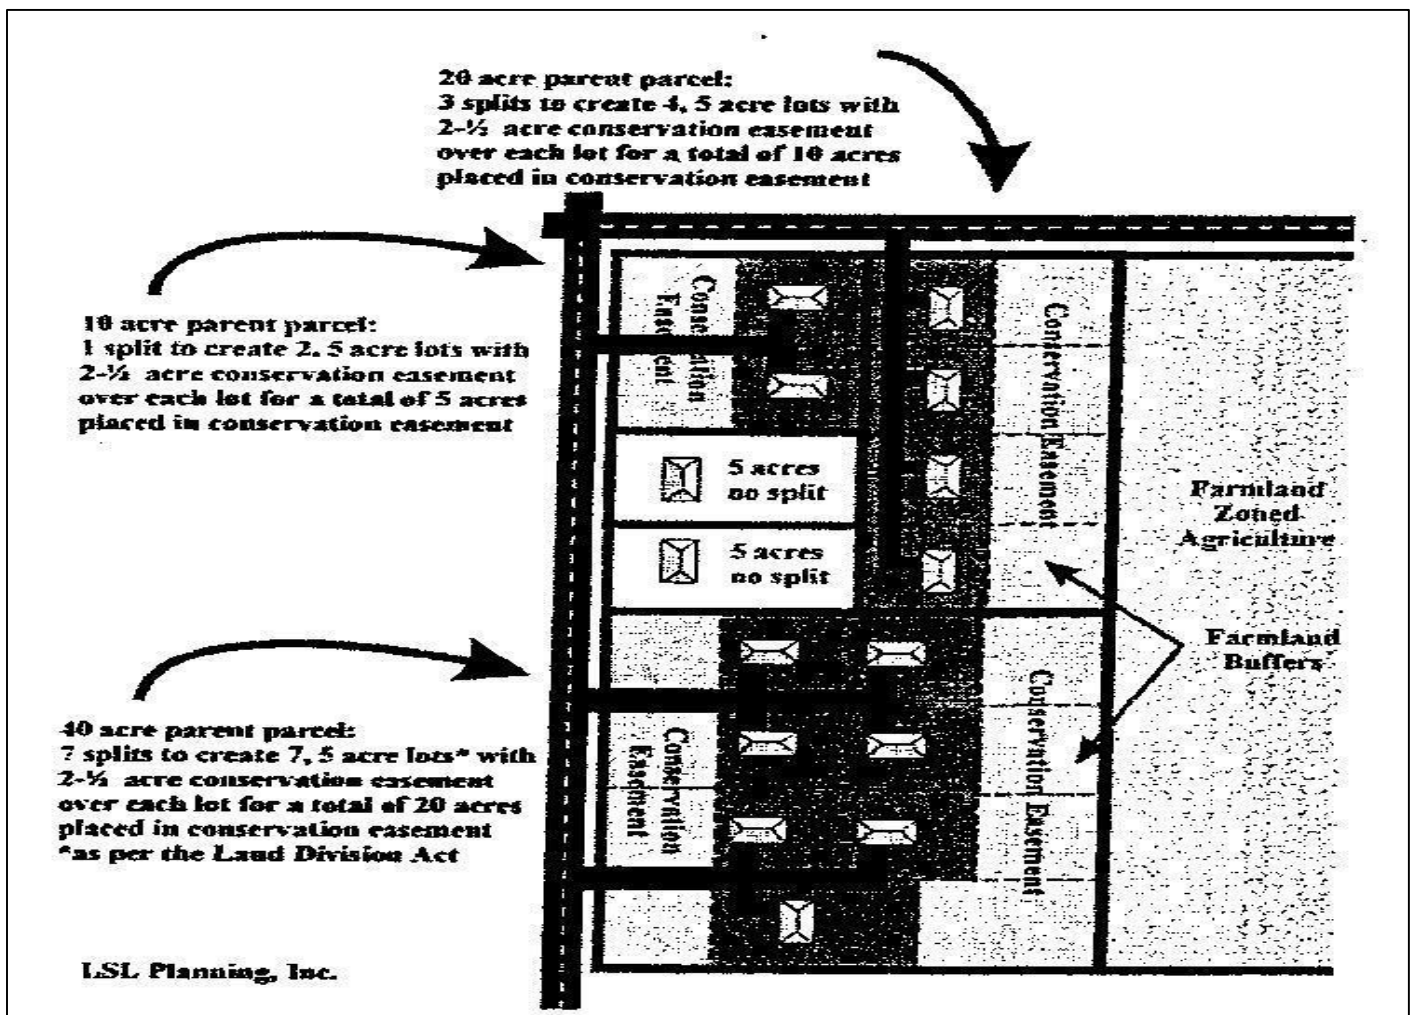 20 acre parent parcel:
3 splits to create 4, 5 acre lots with
2-½ acre conservation easement
over each lot for a total of 10 acres
placed in conservation easement
10 acre parent parcel:
1 split to create 2, 5 acre lots with
2-½ acre conservation easement
over each lot for a total of 5 acres
placed in conservation easement
Conservation
Easement
Conservation Easement
5 acres
no split
5 acres
no split
Farmland
Zoned
Agriculture
Farmland
Buffers
40 acre parent parcel:
7 splits to create 7, 5 acre lots* with
2-½ acre conservation easement
over each lot for a total of 20 acres
placed in conservation easement
*as per the Land Division Act
Conservation
Easement
Conservation Easement
LSL Planning, Inc.